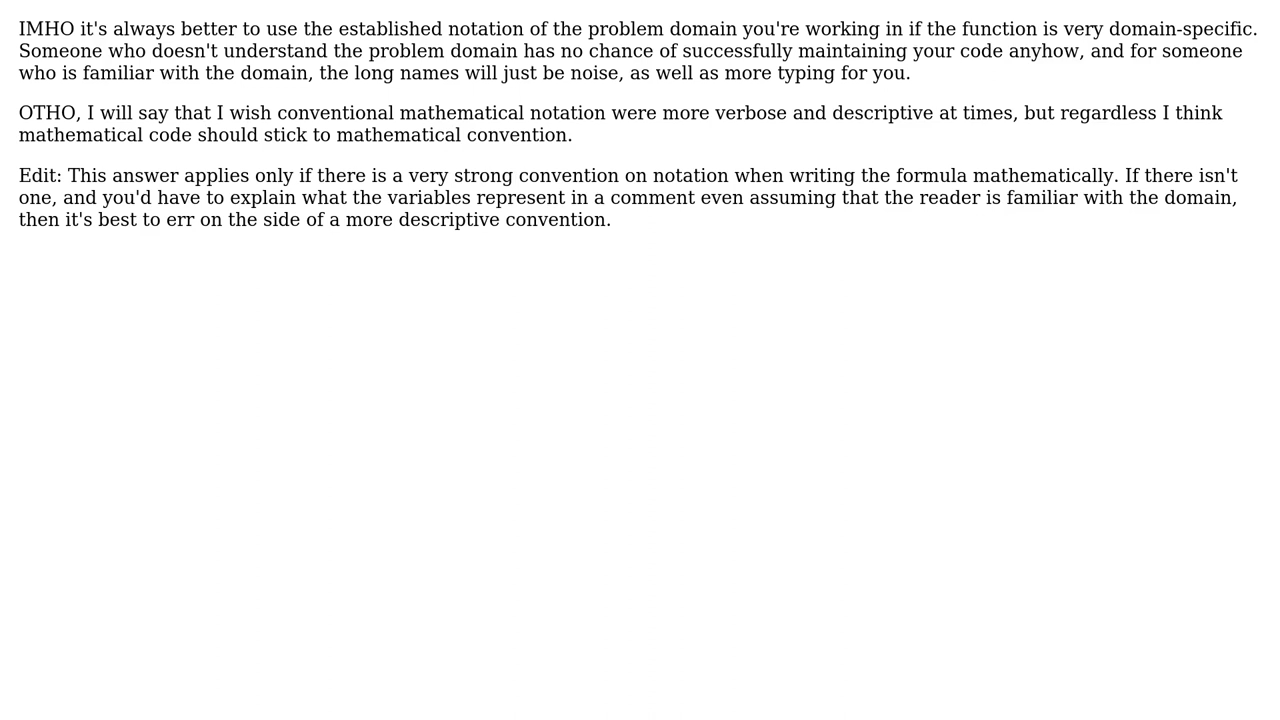 IMHO it's always better to use the established notation of the problem domain you're working in if the function is very domain-specific.
Someone who doesn't understand the problem domain has no chance of successfully maintaining your code anyhow, and for someone
who is familiar with the domain, the long names will just be noise, as well as more typing for you.
OTHO, I will say that I wish conventional mathematical notation were more verbose and descriptive at times, but regardless I think
mathematical code should stick to mathematical convention.
Edit: This answer applies only if there is a very strong convention on notation when writing the formula mathematically. If there isn't
one, and you'd have to explain what the variables represent in a comment even assuming that the reader is familiar with the domain,
then it's best to err on the side of a more descriptive convention.